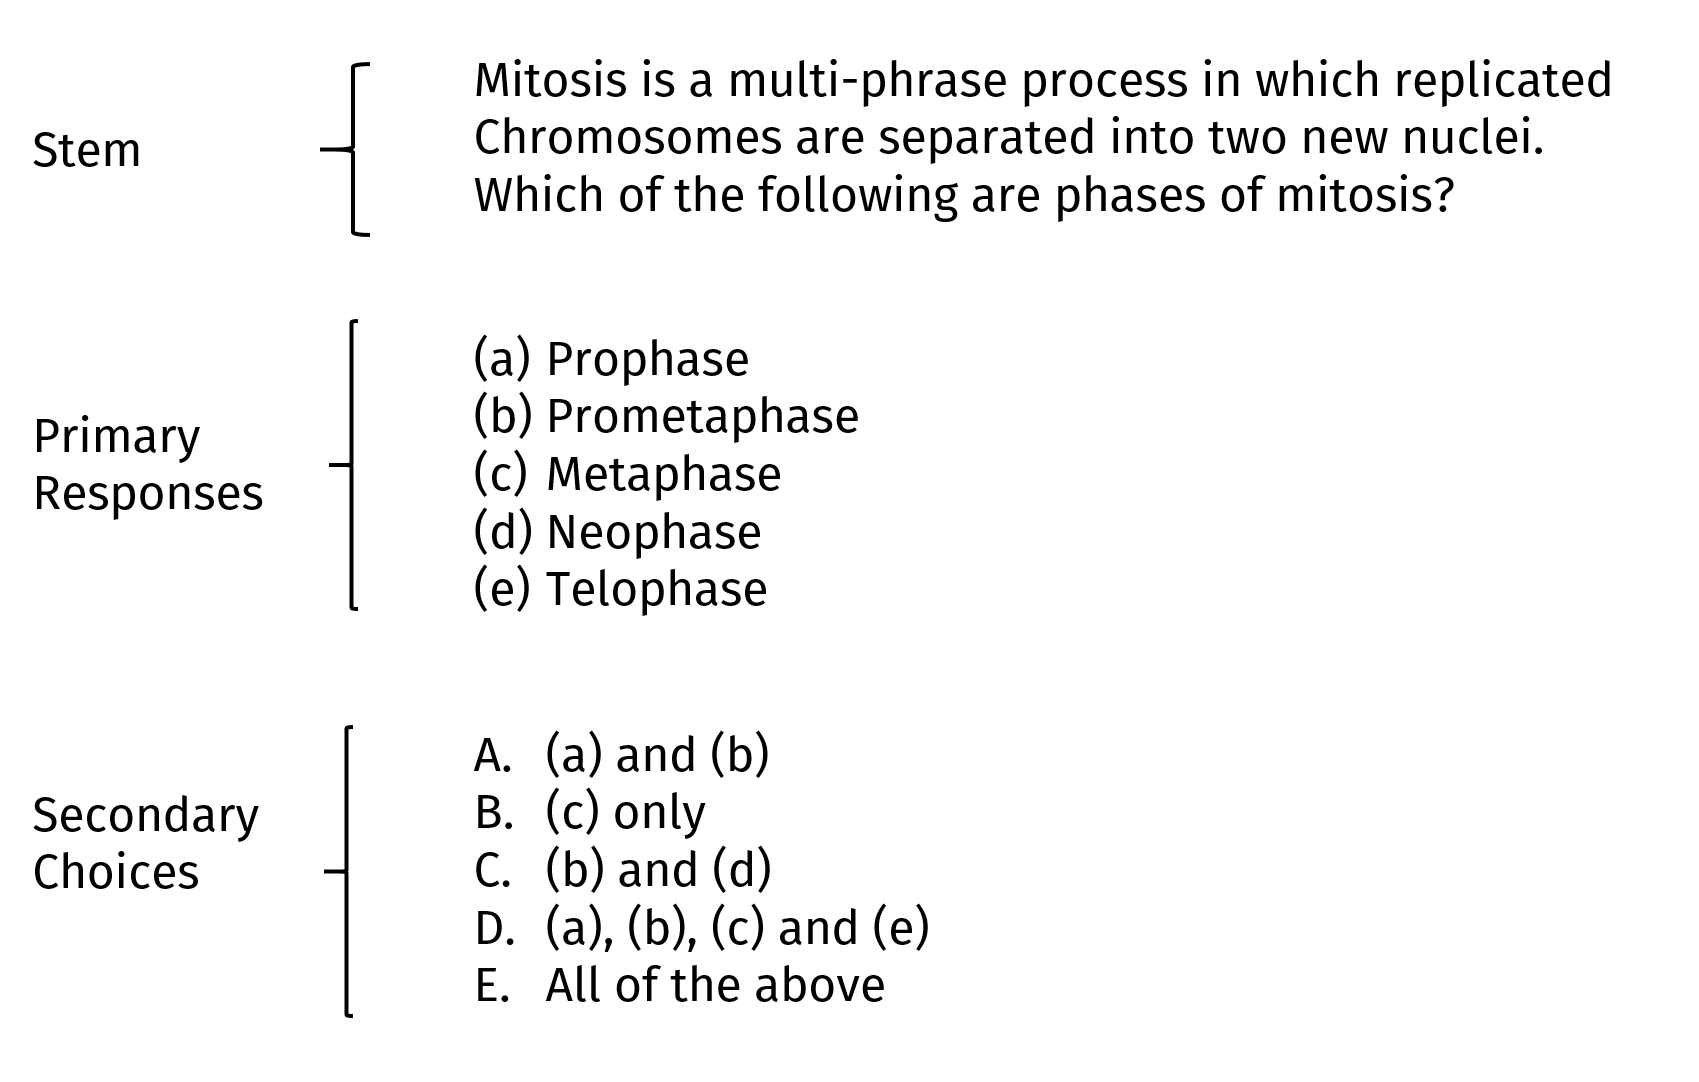 Stem
Mitosis is a multi-phrase process in which replicated
Chromosomes are separated into two new nuclei.
Which of the following are phases of mitosis?
Primary
Responses
(a) Prophase
(b) Prometaphase
(c) Metaphase
(d) Neophase
(e) Telophase
Secondary
Choices
A. (a) and (b)
B. (c) only
C. (b) and (d)
D. (a), (b), (c) and (e)
E. All of the above